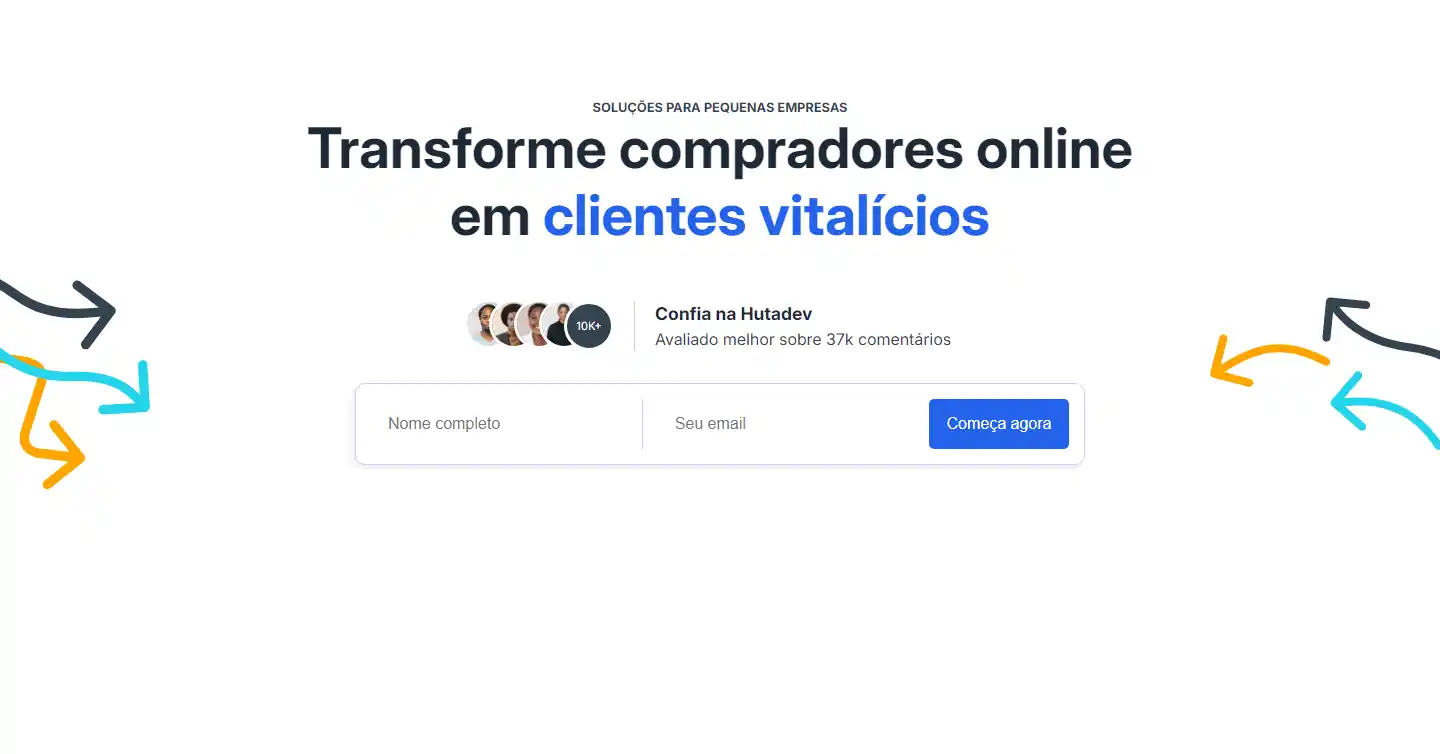 SOLUÇÕES PARA PEQUENAS EMPRESAS
Transforme compradores online
em clientes vitalícios
10K+
Confia na Hutadev
Avaliado melhor sobre 37k comentários
Nome completo
Seu email
Começa agora